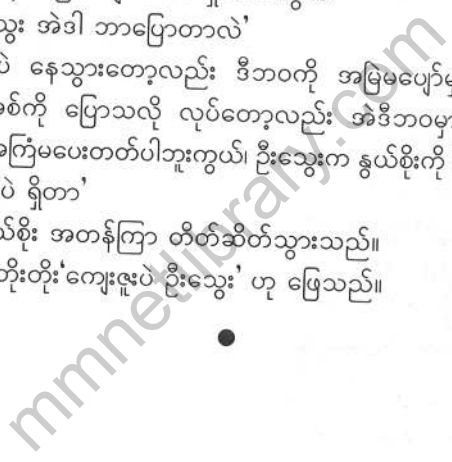 သွေး အဲဒါ ဘာပြောတာလဲ'
ပဲ နေသွားတော့လည်း ဒီဘဝကို အမြဲမပျော်မ
စ်ကို ပြောသလို လုပ်တော့လည်း အဲဒီဘဝမှာ
အကြံမပေးတတ်ပါဘူးကွယ်၊ ဦးသွေးက နွယ်စိုးကို
ပဲ ရှိတာ'
ယ်စိုး အတန်ကြာ တိတ်ဆိတ်သွားသည်။
တိုးတိုး'ကျေးဇူးပဲ ဦးသွေး' ဟု ဖြေသည်။
mmnetlibrary.com